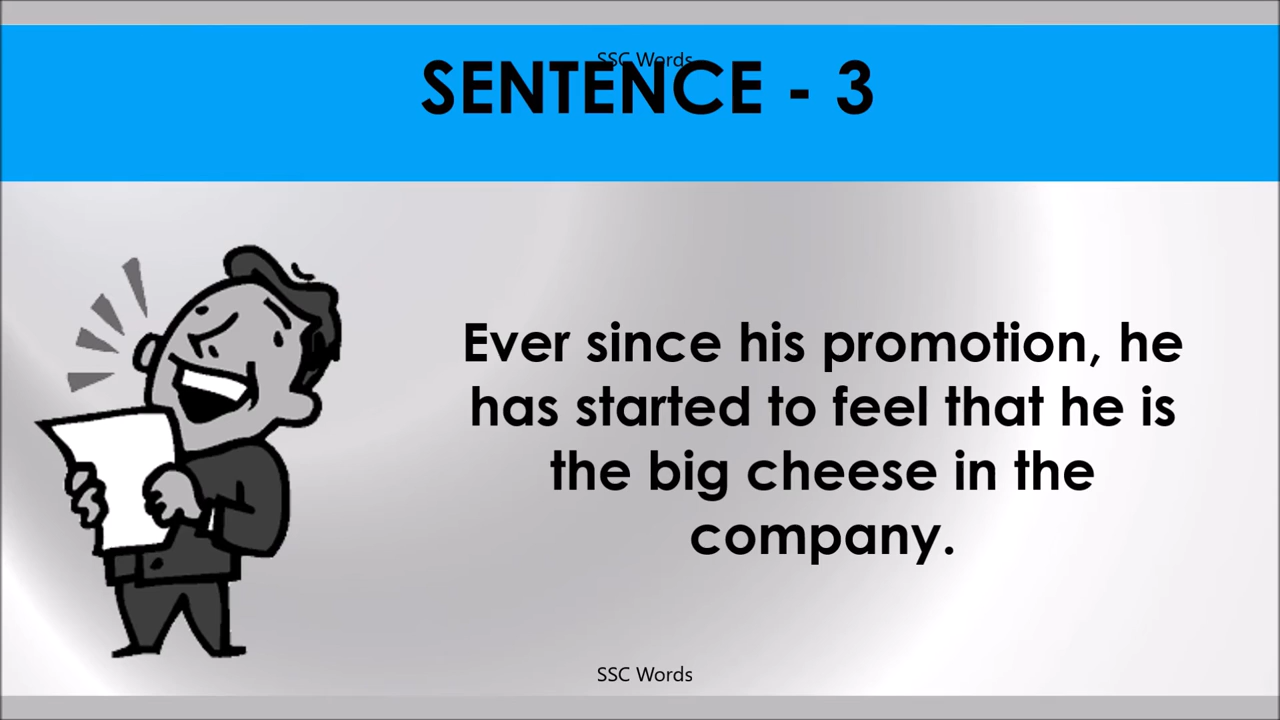 SSC Words
SENTENCE - 3
Ever since his promotion, he
has started to feel that he is
the big cheese in the
company.
SSC Words